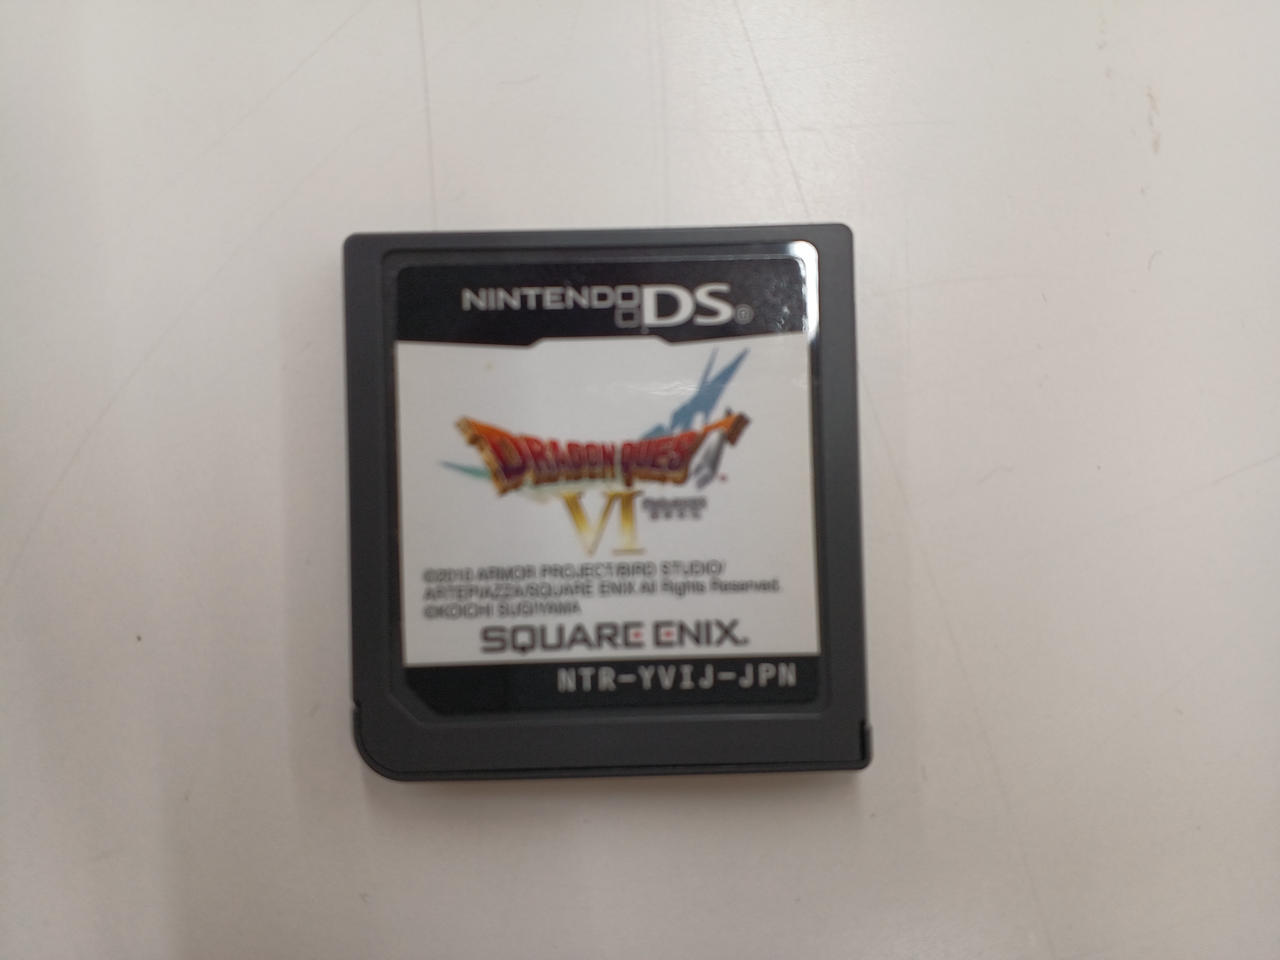 NINTENDO DS®
DRAGON QUEST
VI
©2010 ARMOR PROJECT/BIRD STUDIO/
ARTEPIAZZA/SQUARE ENIX All Rights Reserved.
©KOICHI SUGIYAMA
SQUARE ENIX.
NTR-YVIJ-JPN